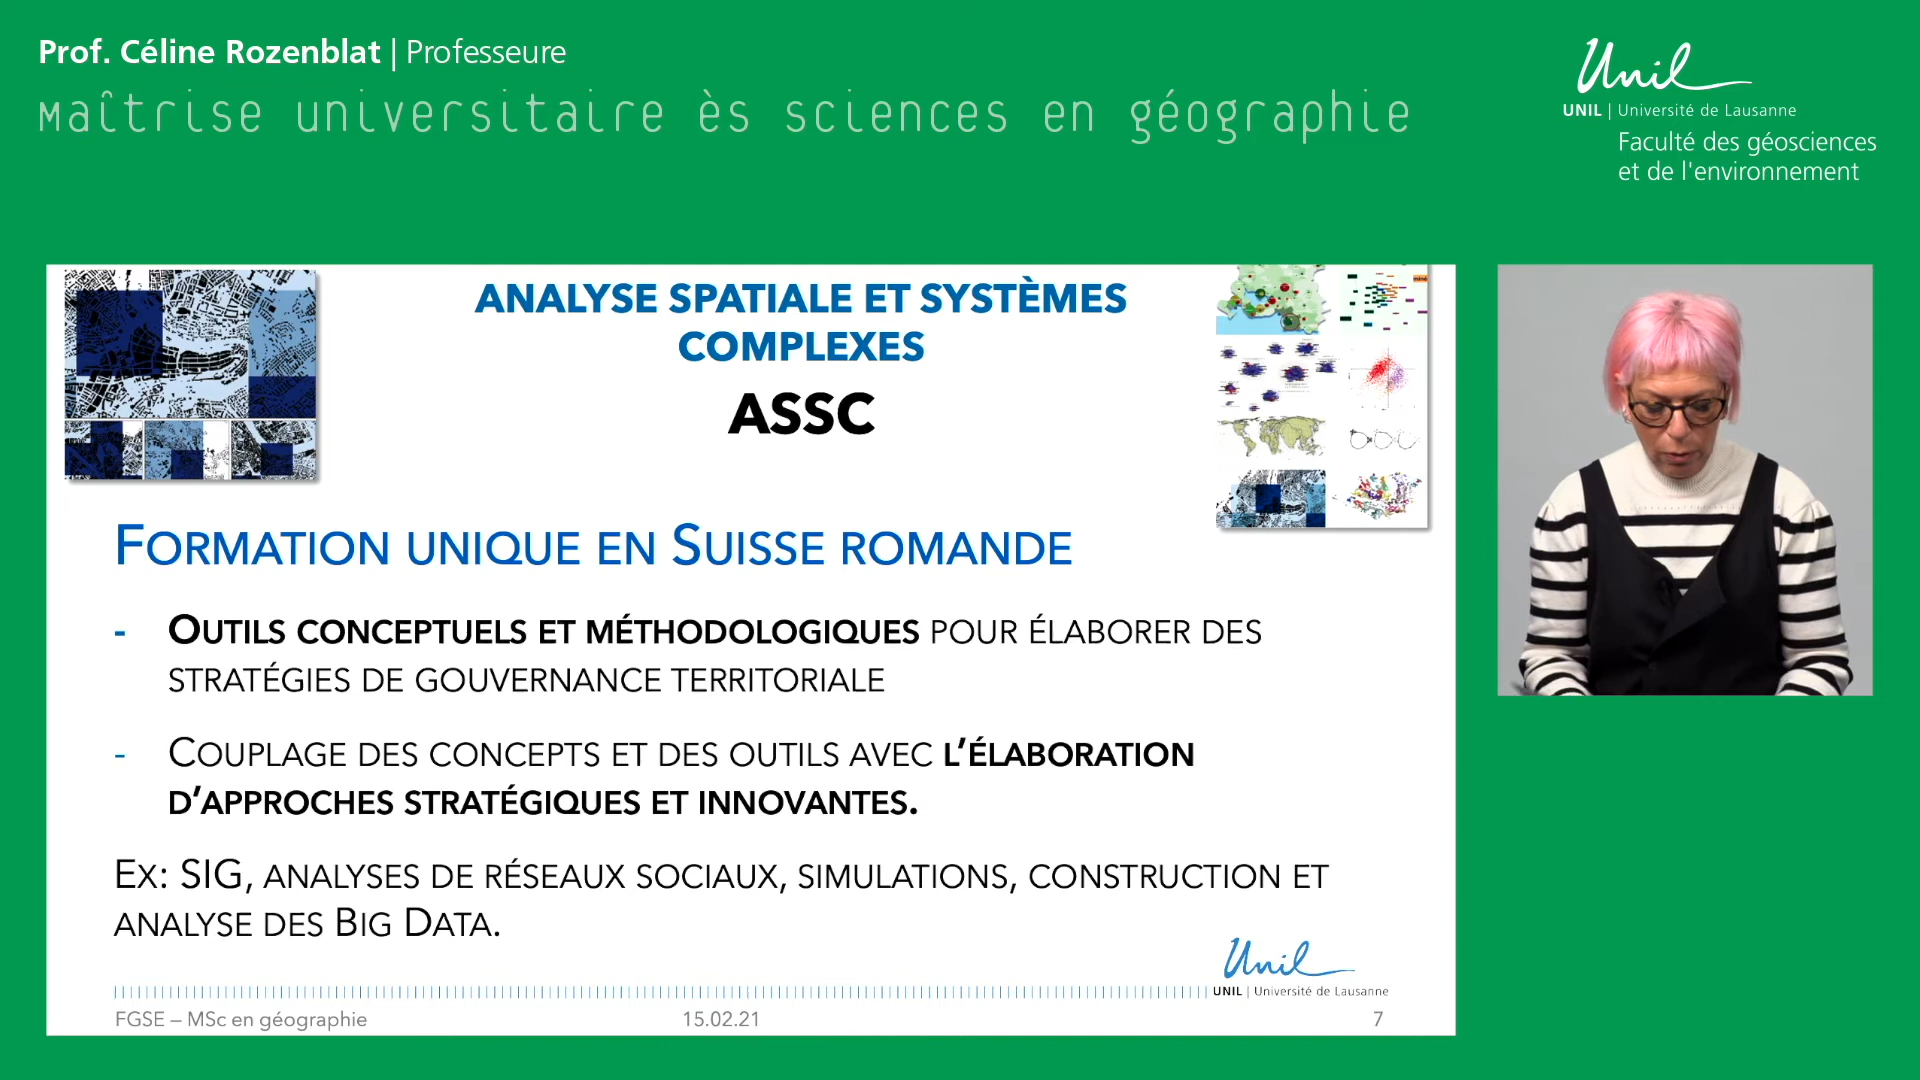 Prof. Céline Rozenblat | Professeure
Maîtrise universitaire ès sciences en géographie
Unil
UNIL | Université de Lausanne
Faculté des géosciences
et de l'environnement
ANALYSE SPATIALE ET SYSTÈMES
COMPLEXES
ASSC
FORMATION UNIQUE EN SUISSE ROMANDE
- OUTILS CONCEPTUELS ET MÉTHODOLOGIQUES POUR ÉLABORER DES
STRATÉGIES DE GOUVERNANCE TERRITORIALE
- COUPLAGE DES CONCEPTS ET DES OUTILS AVEC L'ÉLABORATION
D'APPROCHES STRATÉGIQUES ET INNOVANTES.
EX: SIG, ANALYSES DE RÉSEAUX SOCIAUX, SIMULATIONS, CONSTRUCTION ET
ANALYSE DES BIG DATA.
Unil
UNIL | Université de Lausanne
FGSE – MSc en géographie
15.02.21
7